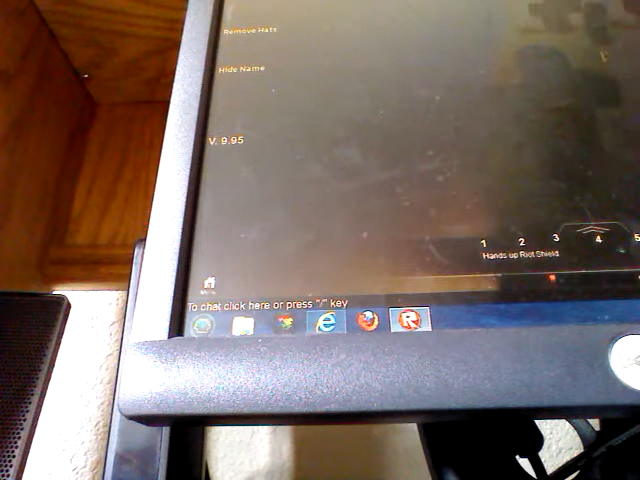 Remove Hats
Hide Name
V. 9.95
1 2 3 4 5
Hands up Riot Shield
To chat click here or press "/" key